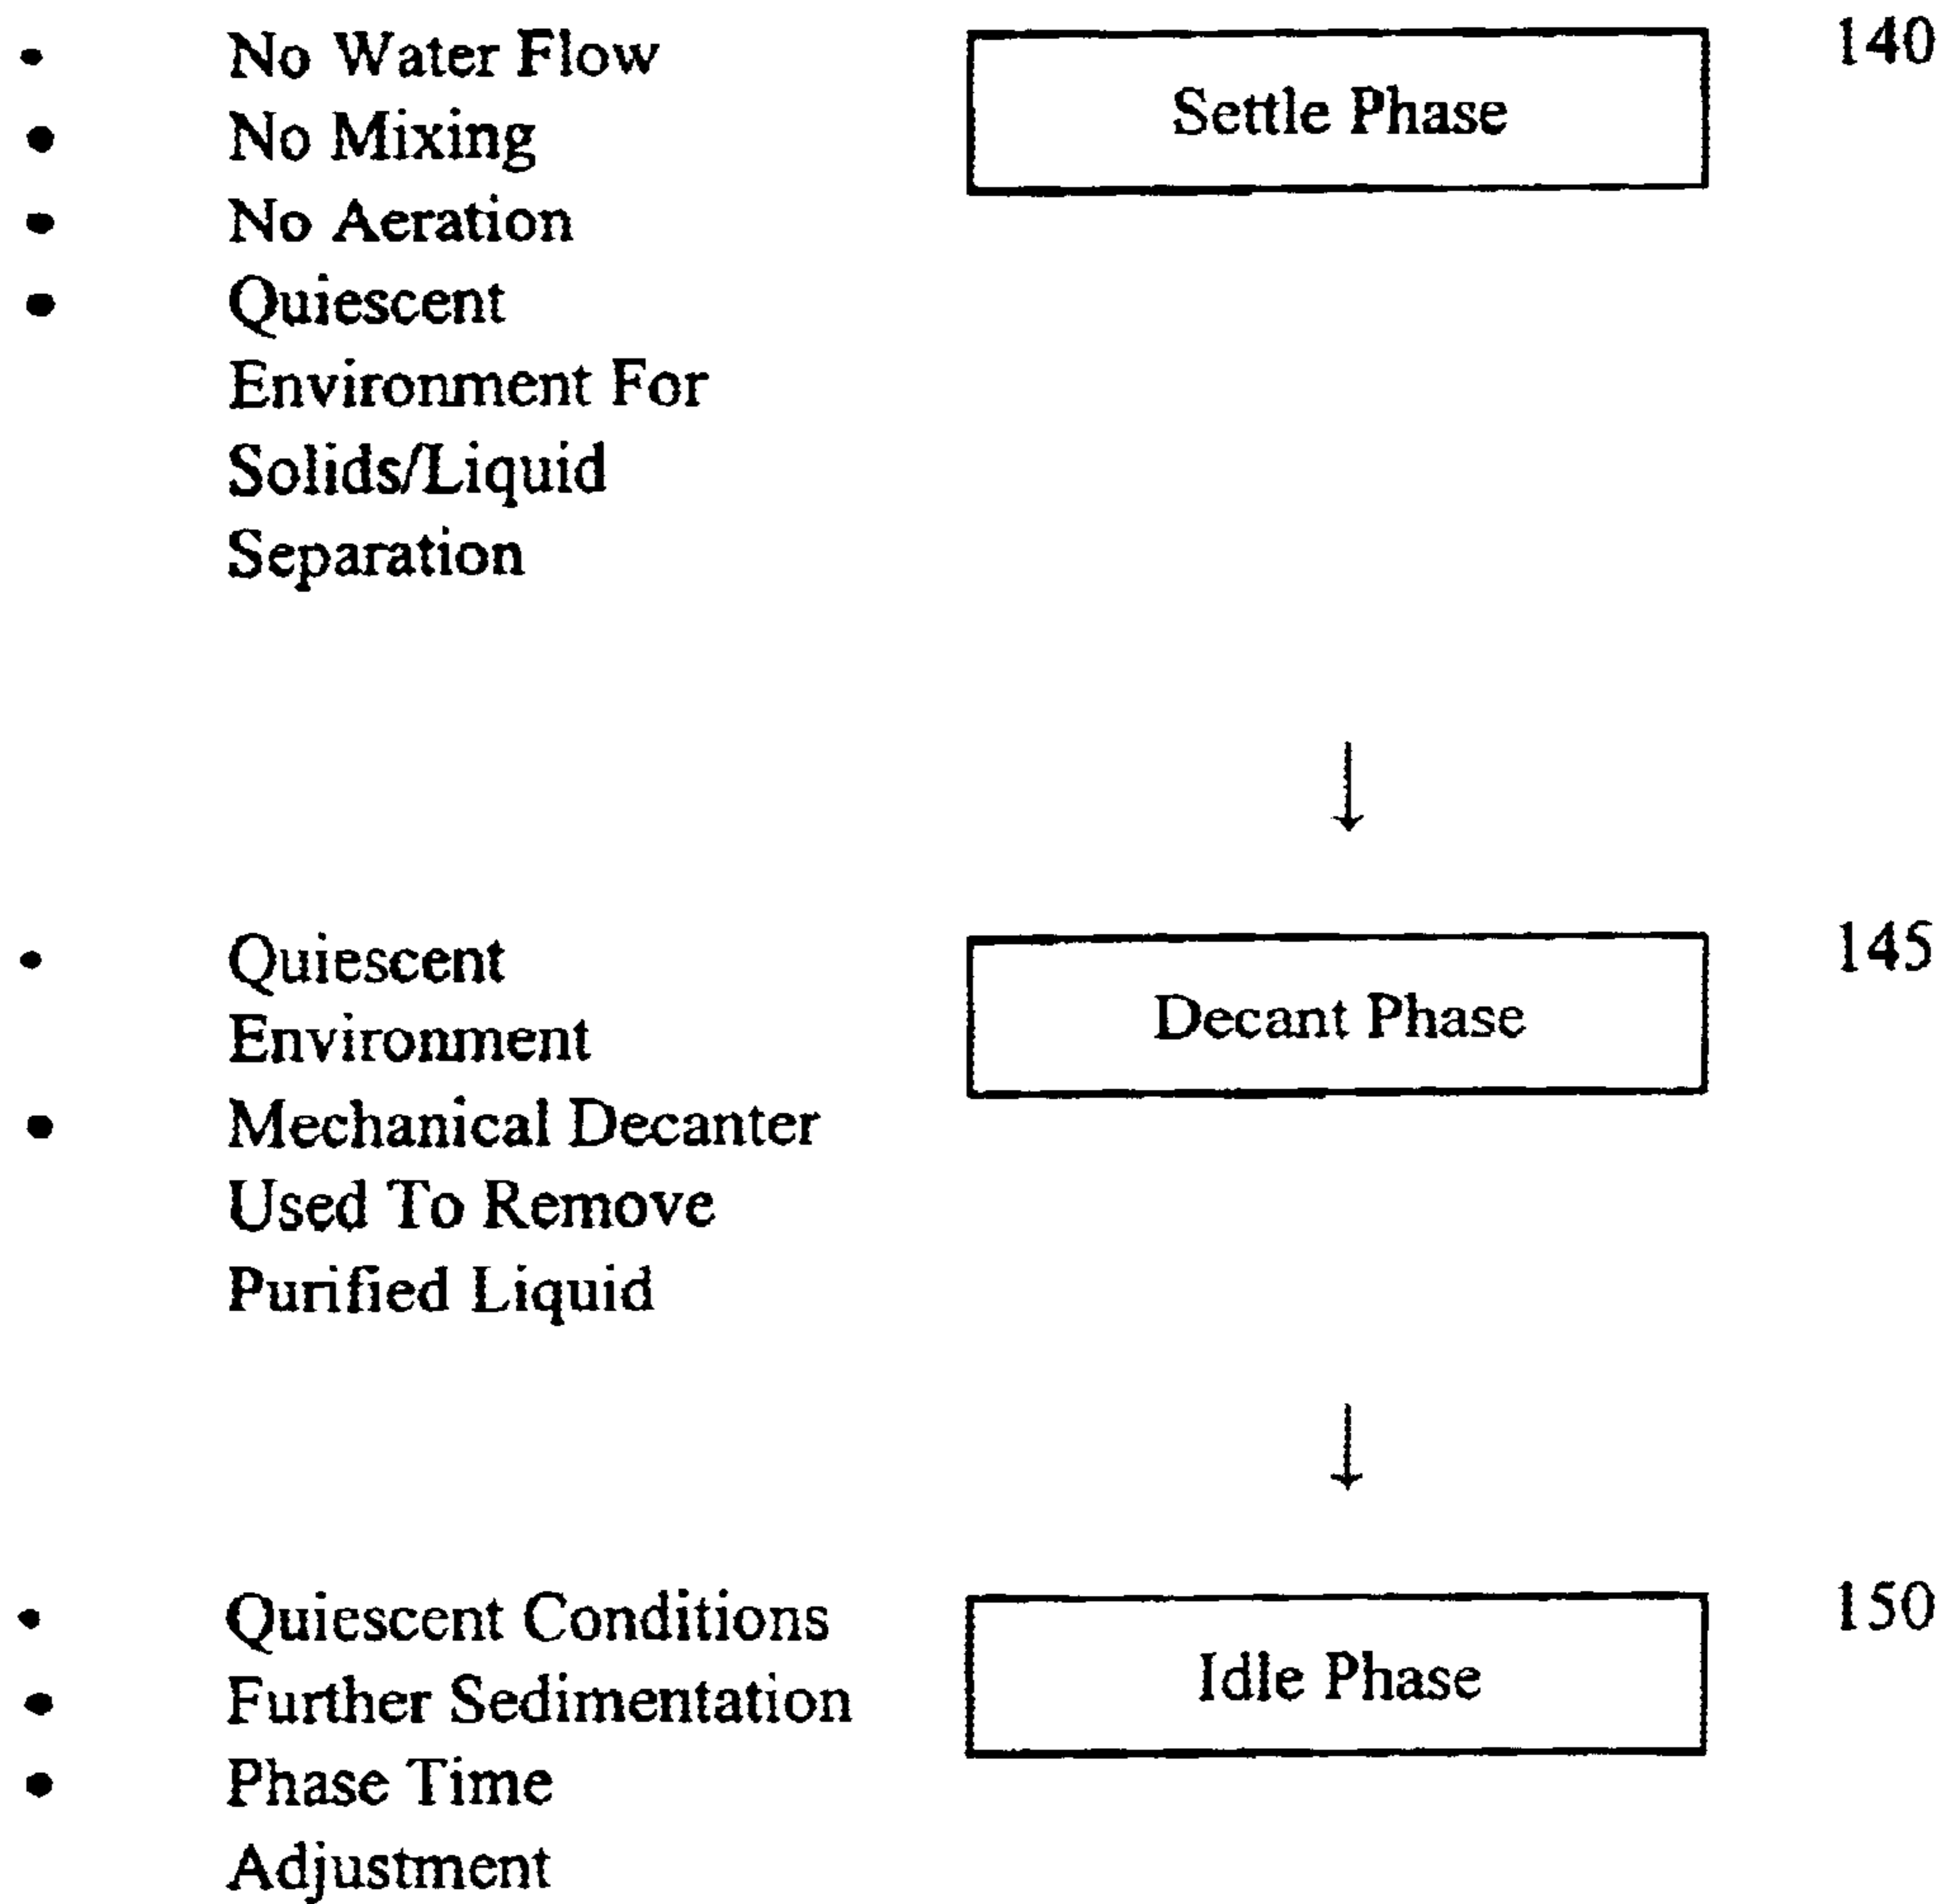 • No Water Flow
• No Mixing
• No Aeration
• Quiescent
Environment For
Solids/Liquid
Separation
Settle Phase
140
↓
• Quiescent
Environment
• Mechanical Decanter
Used To Remove
Purified Liquid
Decant Phase
145
↓
• Quiescent Conditions
• Further Sedimentation
• Phase Time
Adjustment
Idle Phase
150